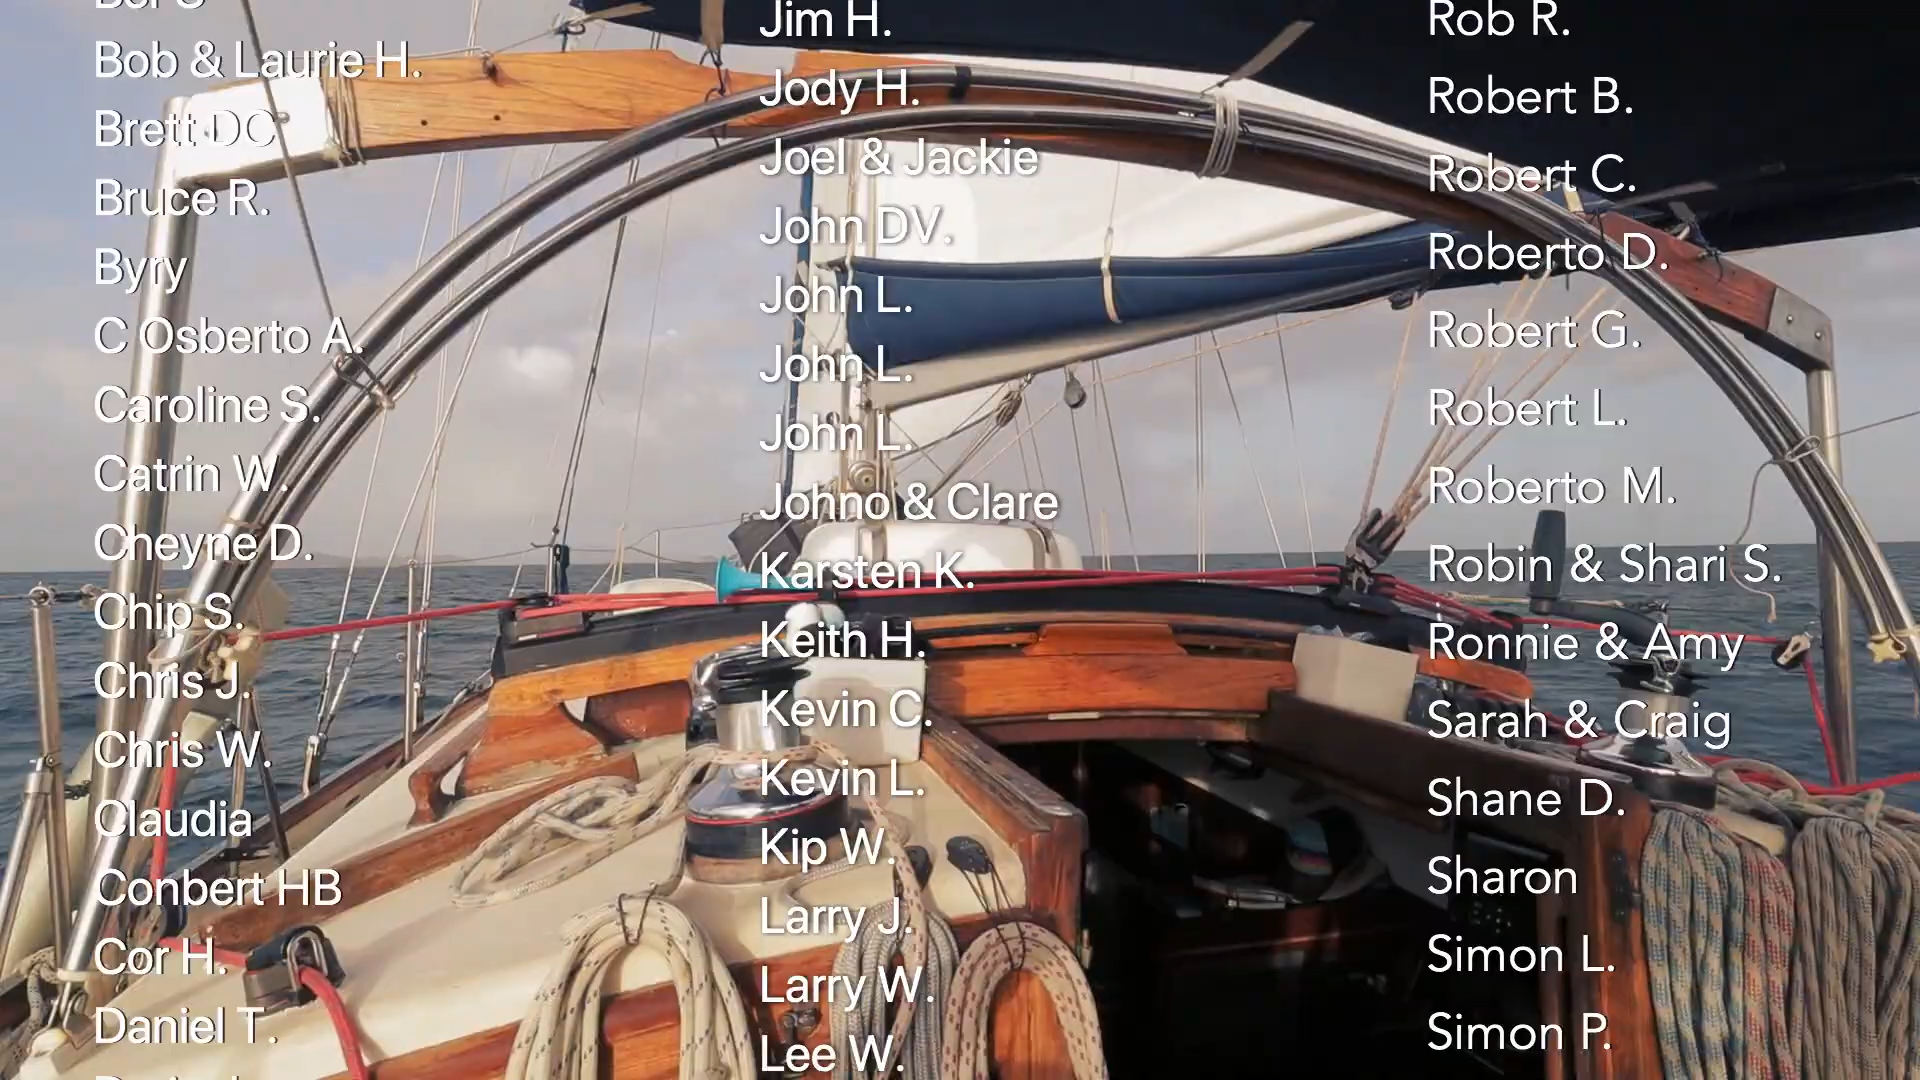 Bob & Laurie H.
Brett DC
Bruce R.
Byry
C Osberto A.
Caroline S.
Catrin W.
Cheyne D.
Chip S.
Chris J.
Chris W.
Claudia
Conbert HB
Cor H.
Daniel T.
Jim H.
Jody H.
Joel & Jackie
John DV.
John L.
John L.
John L.
Johno & Clare
Karsten K.
Keith H.
Kevin C.
Kevin L.
Kip W.
Larry J.
Larry W.
Lee W.
Rob R.
Robert B.
Robert C.
Roberto D.
Robert G.
Robert L.
Roberto M.
Robin & Shari S.
Ronnie & Amy
Sarah & Craig
Shane D.
Sharon
Simon L.
Simon P.